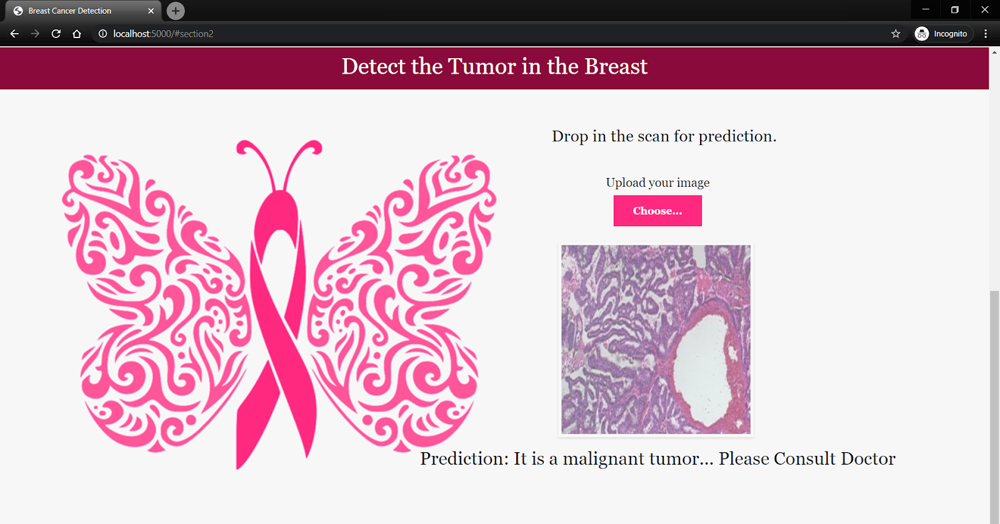 Breast Cancer Detection
localhost:5000/#section2
Incognito
Detect the Tumor in the Breast
Drop in the scan for prediction.
Upload your image
Choose...
Prediction: It is a malignant tumor... Please Consult Doctor